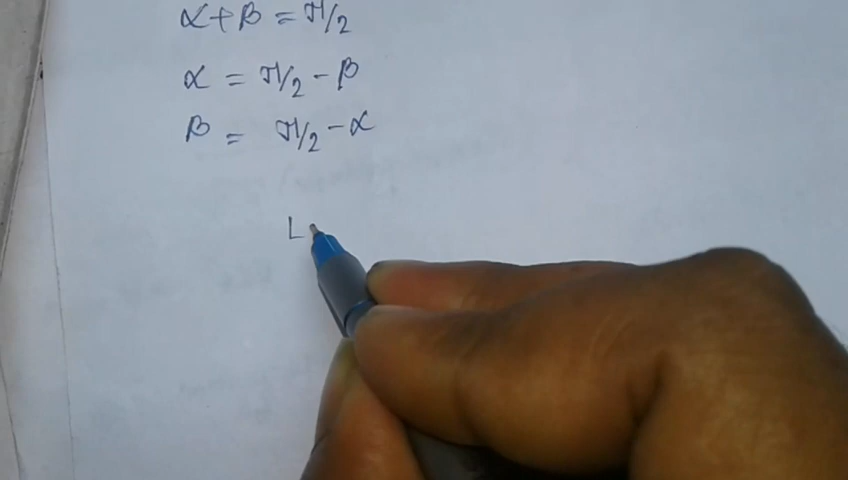 α+β = π/2
α = π/2 - β
β = π/2 - α
L